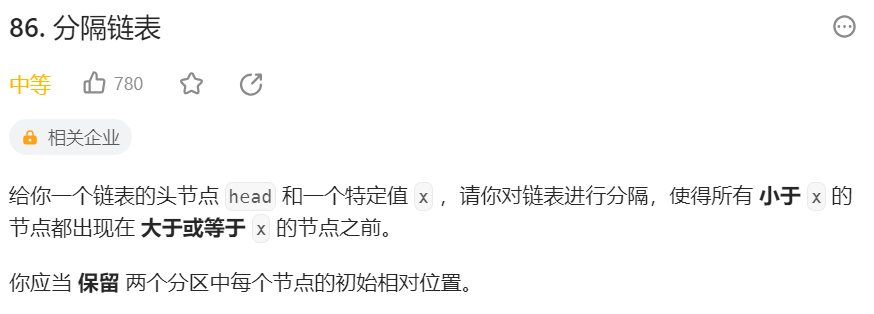 86. 分隔链表
中等 780
相关企业
给你一个链表的头节点 head 和一个特定值 x ，请你对链表进行分隔，使得所有 小于 x 的
节点都出现在 大于或等于 x 的节点之前。
你应当 保留 两个分区中每个节点的初始相对位置。